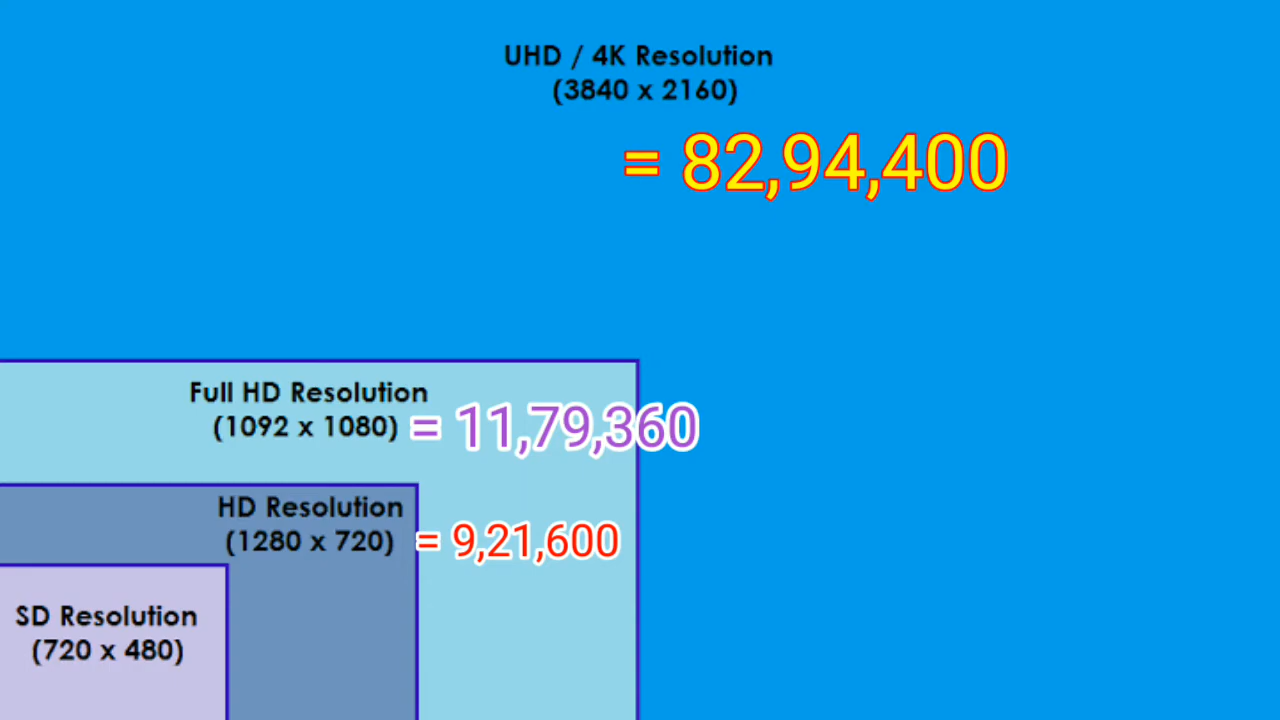 UHD / 4K Resolution
(3840 x 2160)
= 82,94,400
Full HD Resolution
(1092 x 1080) = 11,79,360
HD Resolution
(1280 x 720) = 9,21,600
SD Resolution
(720 x 480)